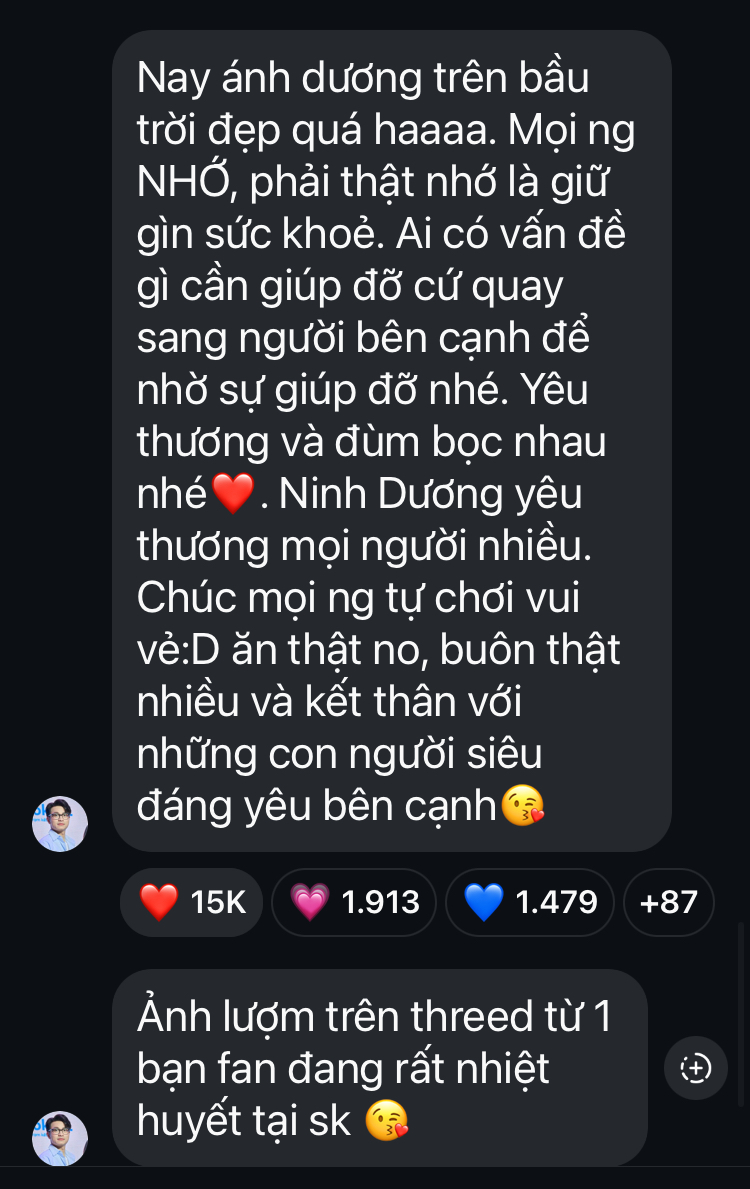 Nay ánh dương trên bầu
trời đẹp quá haaaa. Mọi ng
NHỚ, phải thật nhớ là giữ
gìn sức khoẻ. Ai có vấn đề
gì cần giúp đỡ cứ quay
sang người bên cạnh để
nhờ sự giúp đỡ nhé. Yêu
thương và đùm bọc nhau
nhé❤️. Ninh Dương yêu
thương mọi người nhiều.
Chúc mọi ng tự chơi vui
vẻ:D ăn thật no, buôn thật
nhiều và kết thân với
những con người siêu
đáng yêu bên cạnh😘
❤️ 15K 💗 1.913 💙 1.479 +87
Ảnh lượm trên threed từ 1
bạn fan đang rất nhiệt
huyết tại sk 😘